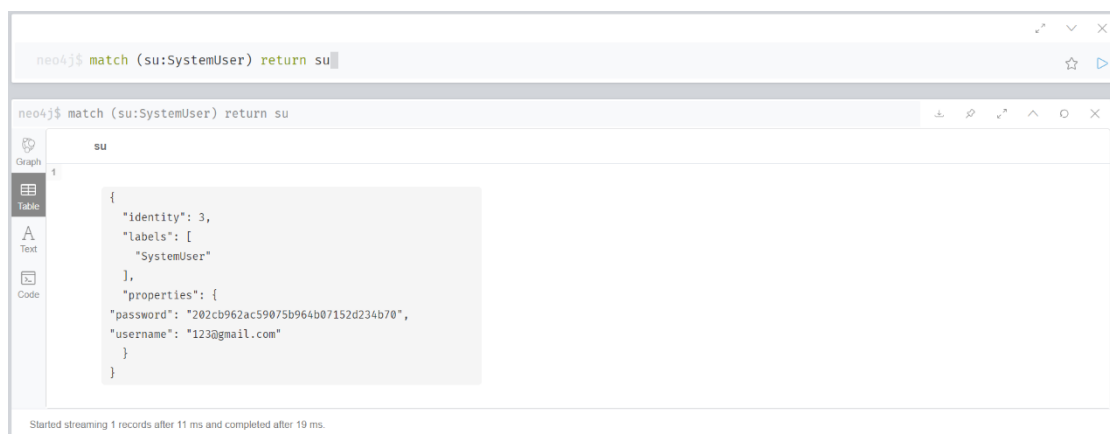 neo4j$ match (su:SystemUser) return su
neo4j$ match (su:SystemUser) return su
Graph
Table
Text
Code
su
1
{
"identity": 3,
"labels": [
"SystemUser"
],
"properties": {
"password": "202cb962ac59075b964b07152d234b70",
"username": "123@gmail.com"
}
}
Started streaming 1 records after 11 ms and completed after 19 ms.